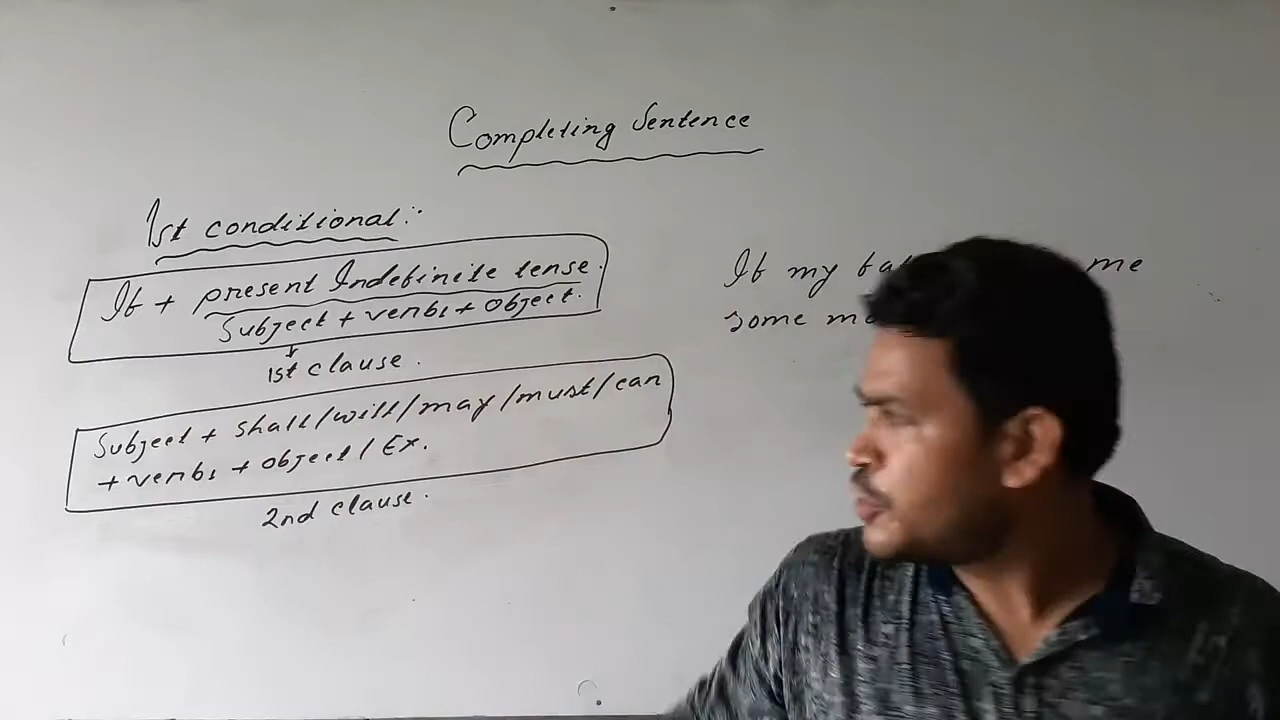 Completing Sentence
1st conditional:
If + present Indefinite tense.
Subject + verb1 + object.
1st clause.
Subject + shall/will/may/must/can
+ verb1 + object / Ex.
2nd clause.
If my me
some